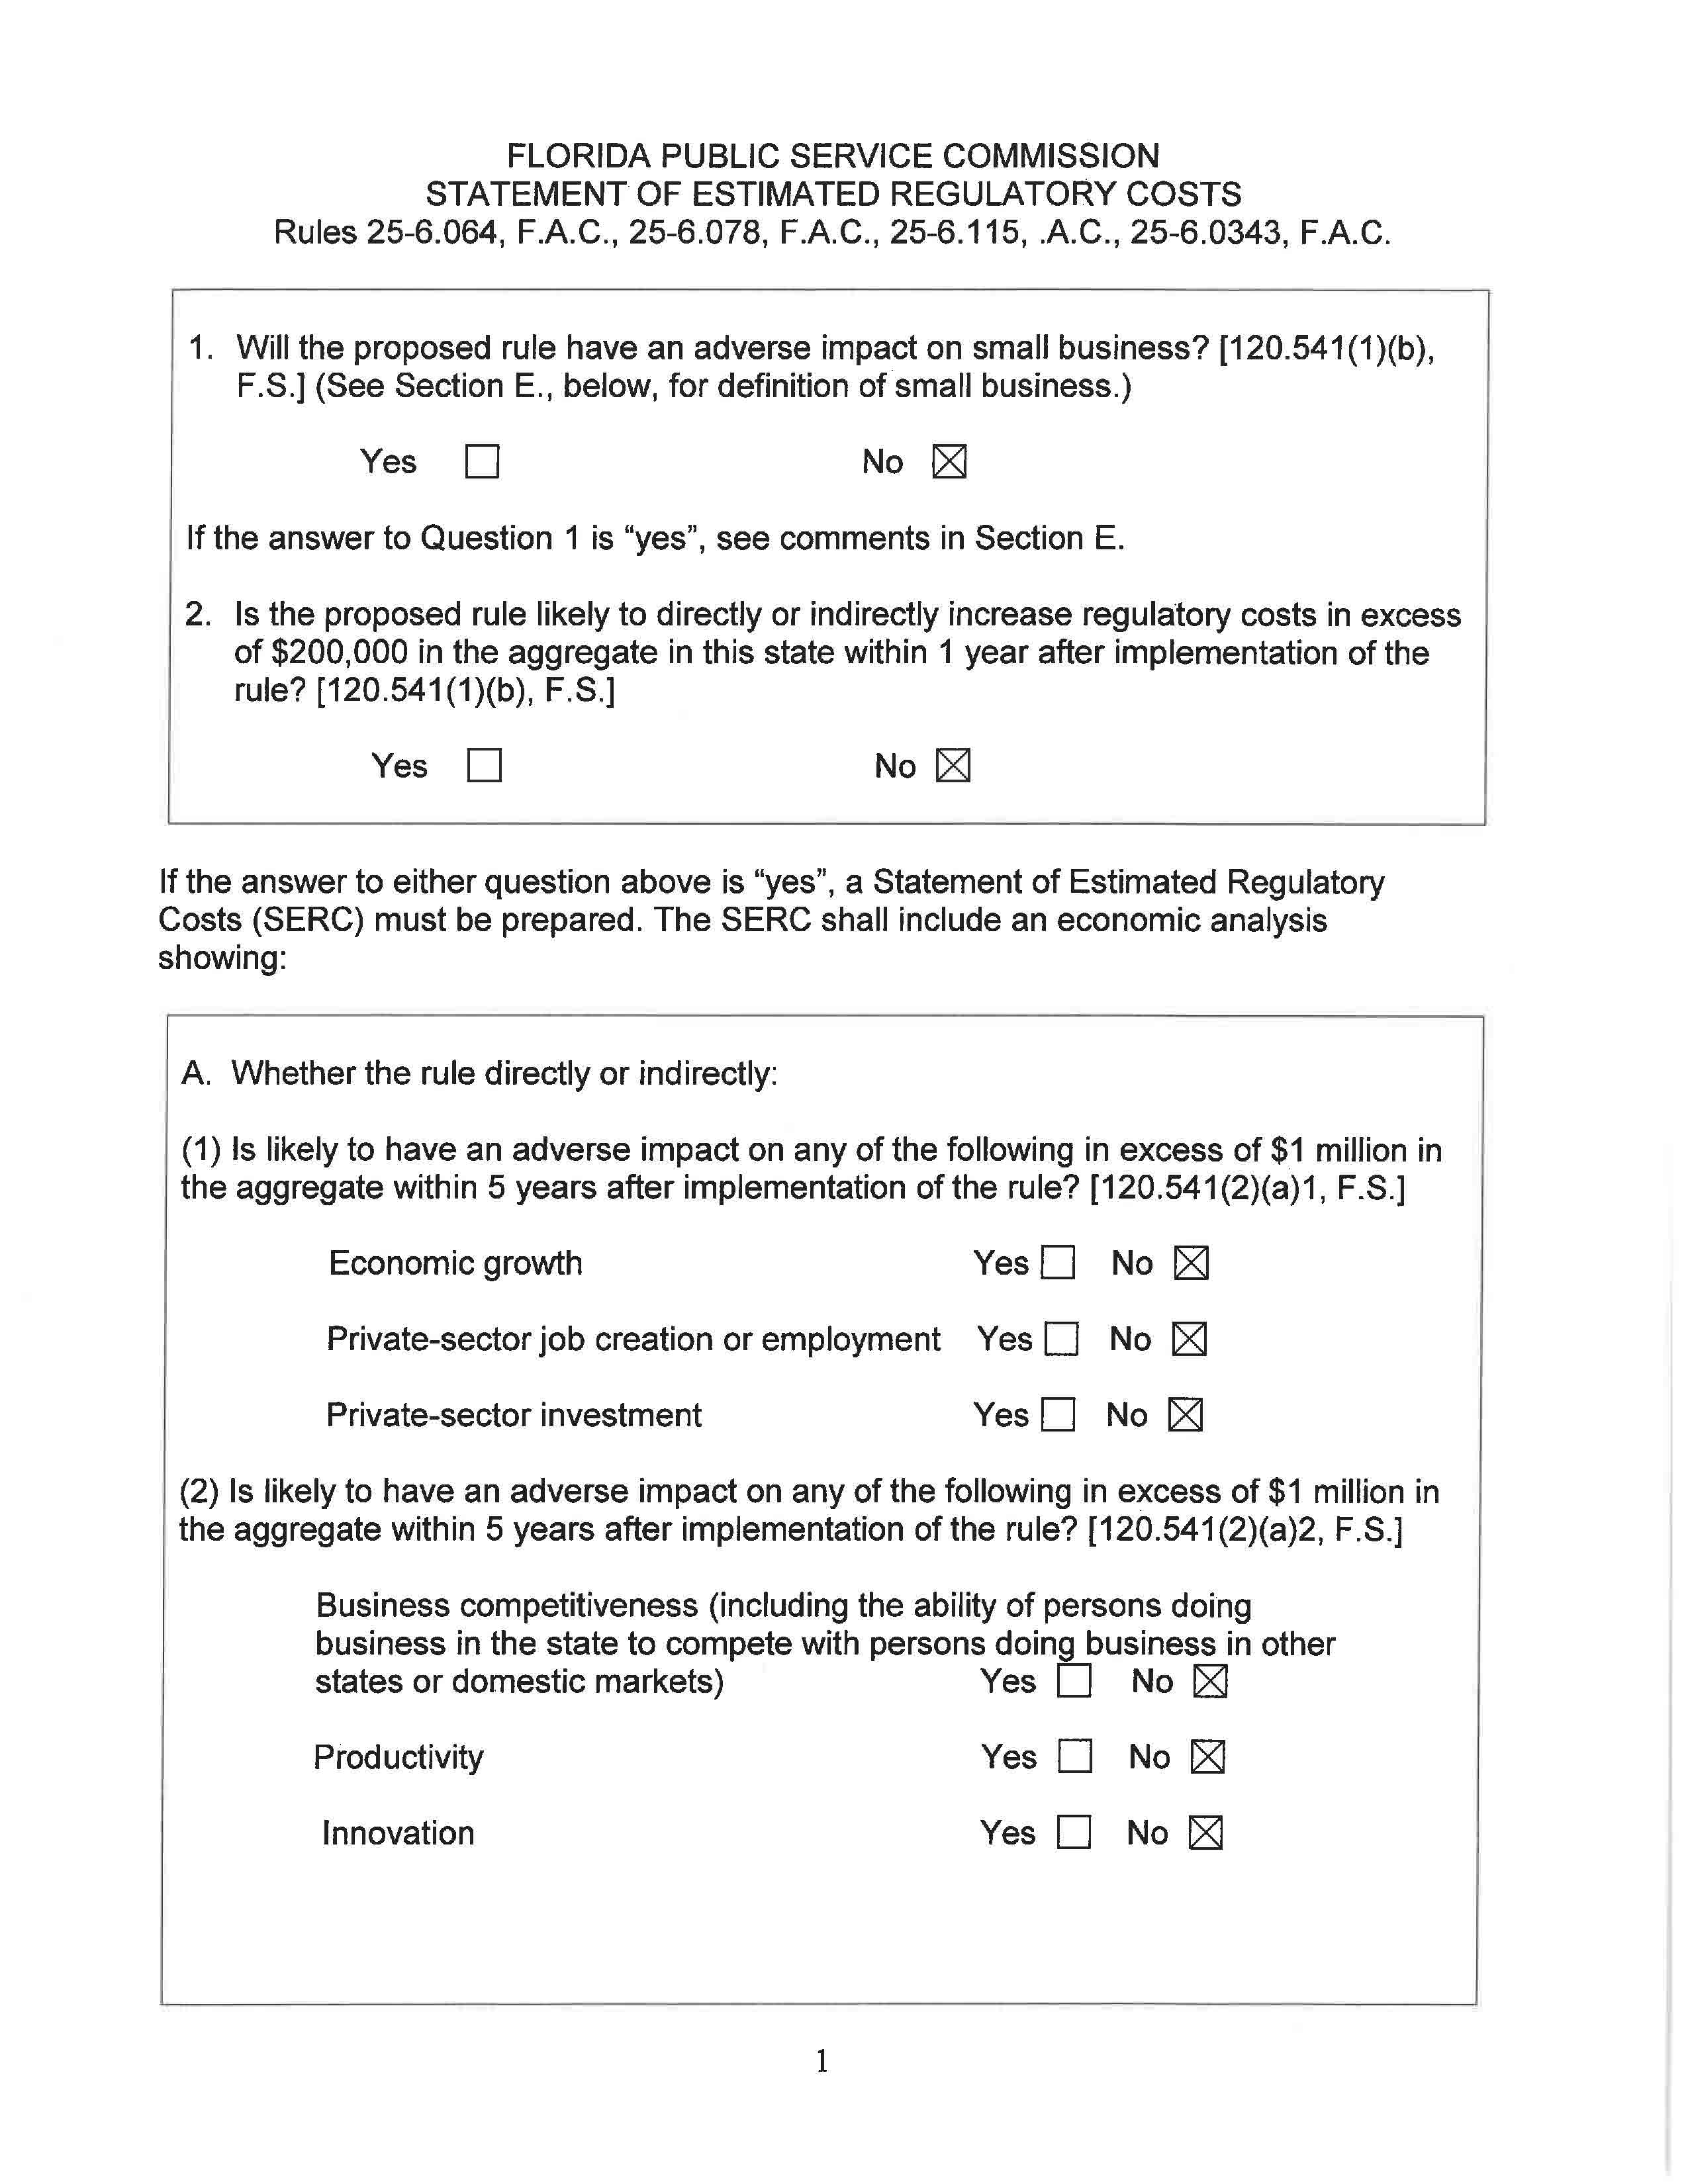 FLORIDA PUBLIC SERVICE COMMISSION
STATEMENT OF ESTIMATED REGULATORY COSTS
Rules 25-6.064, F.A.C., 25-6.078, F.A.C., 25-6.115, .A.C., 25-6.0343, F.A.C.
1. Will the proposed rule have an adverse impact on small business? [120.541(1)(b),
F.S.] (See Section E., below, for definition of small business.)
Yes ☐ No ☒
If the answer to Question 1 is “yes”, see comments in Section E.
2. Is the proposed rule likely to directly or indirectly increase regulatory costs in excess
of $200,000 in the aggregate in this state within 1 year after implementation of the
rule? [120.541(1)(b), F.S.]
Yes ☐ No ☒
If the answer to either question above is “yes”, a Statement of Estimated Regulatory
Costs (SERC) must be prepared. The SERC shall include an economic analysis
showing:
A. Whether the rule directly or indirectly:
(1) Is likely to have an adverse impact on any of the following in excess of $1 million in
the aggregate within 5 years after implementation of the rule? [120.541(2)(a)1, F.S.]
Economic growth Yes ☐ No ☒
Private-sector job creation or employment Yes ☐ No ☒
Private-sector investment Yes ☐ No ☒
(2) Is likely to have an adverse impact on any of the following in excess of $1 million in
the aggregate within 5 years after implementation of the rule? [120.541(2)(a)2, F.S.]
Business competitiveness (including the ability of persons doing
business in the state to compete with persons doing business in other
states or domestic markets) Yes ☐ No ☒
Productivity Yes ☐ No ☒
Innovation Yes ☐ No ☒
1